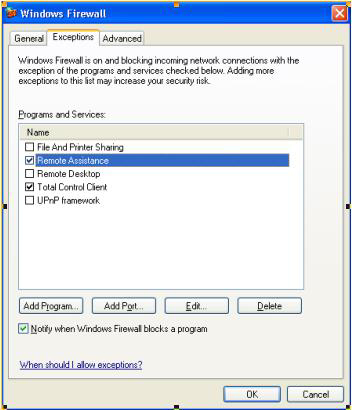 Windows Firewall
General Exceptions Advanced
Windows Firewall is on and blocking incoming network connections with the
exception of the programs and services checked below. Adding more
exceptions to this list may increase your security risk.
Programs and Services:
Name
File And Printer Sharing
Remote Assistance
Remote Desktop
Total Control Client
UPnP framework
Add Program... Add Port... Edit... Delete
Notify when Windows Firewall blocks a program
When should I allow exceptions?
OK Cancel